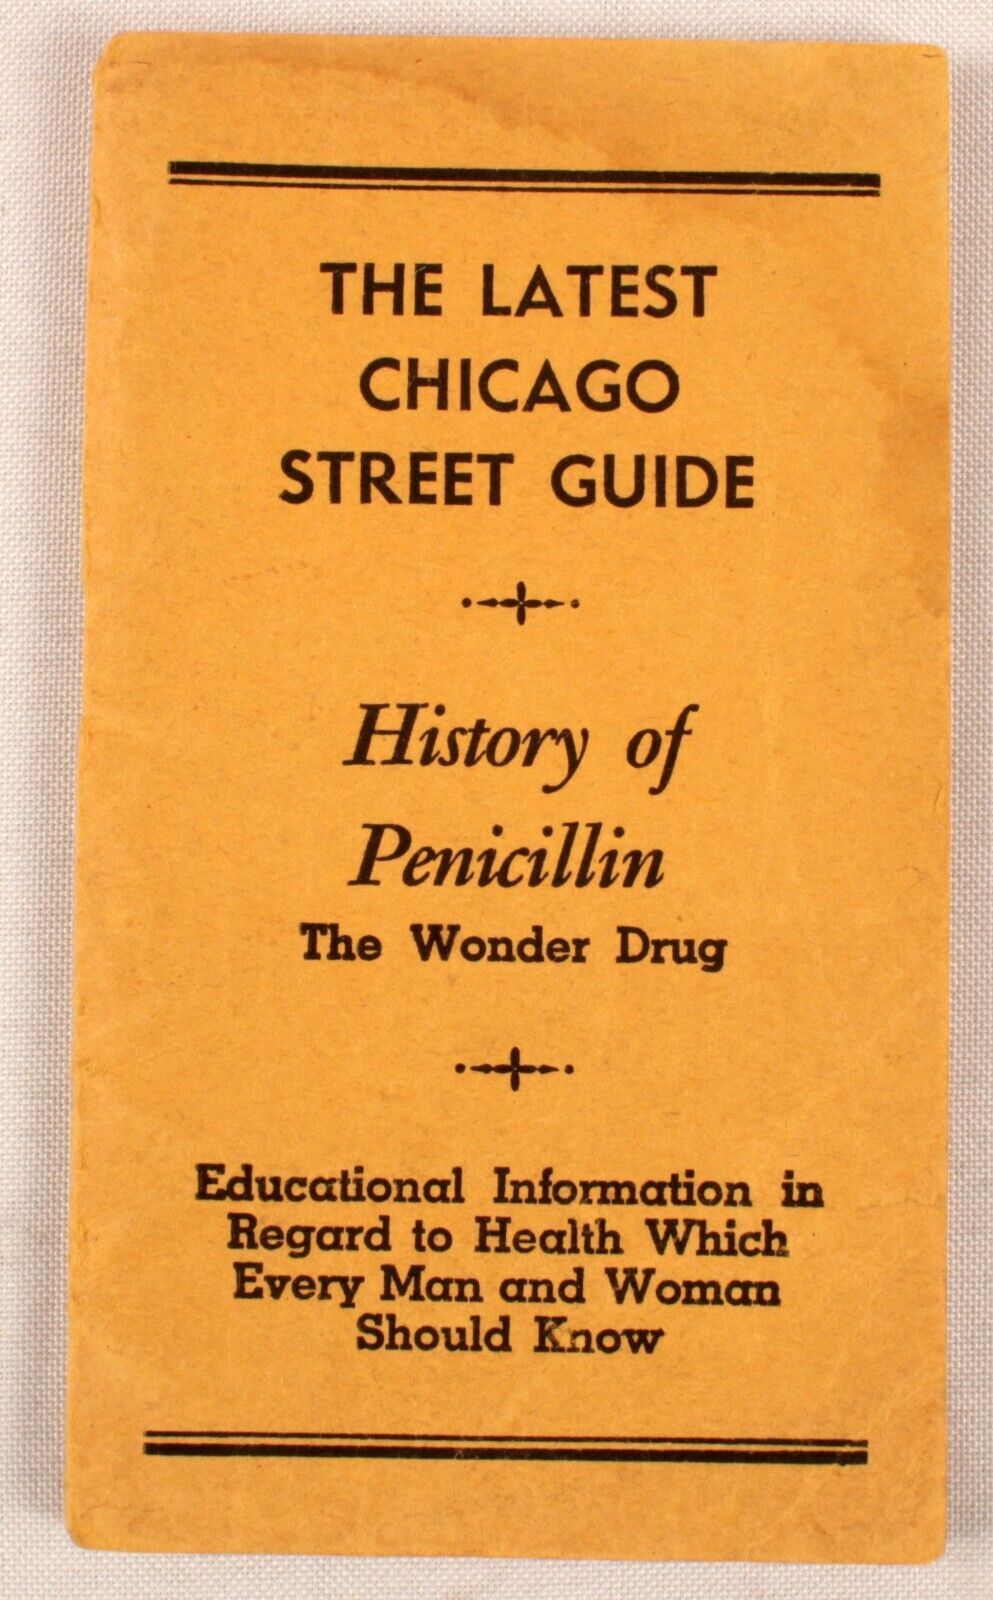 THE LATEST
CHICAGO
STREET GUIDE
History of
Penicillin
The Wonder Drug
Educational Information in
Regard to Health Which
Every Man and Woman
Should Know